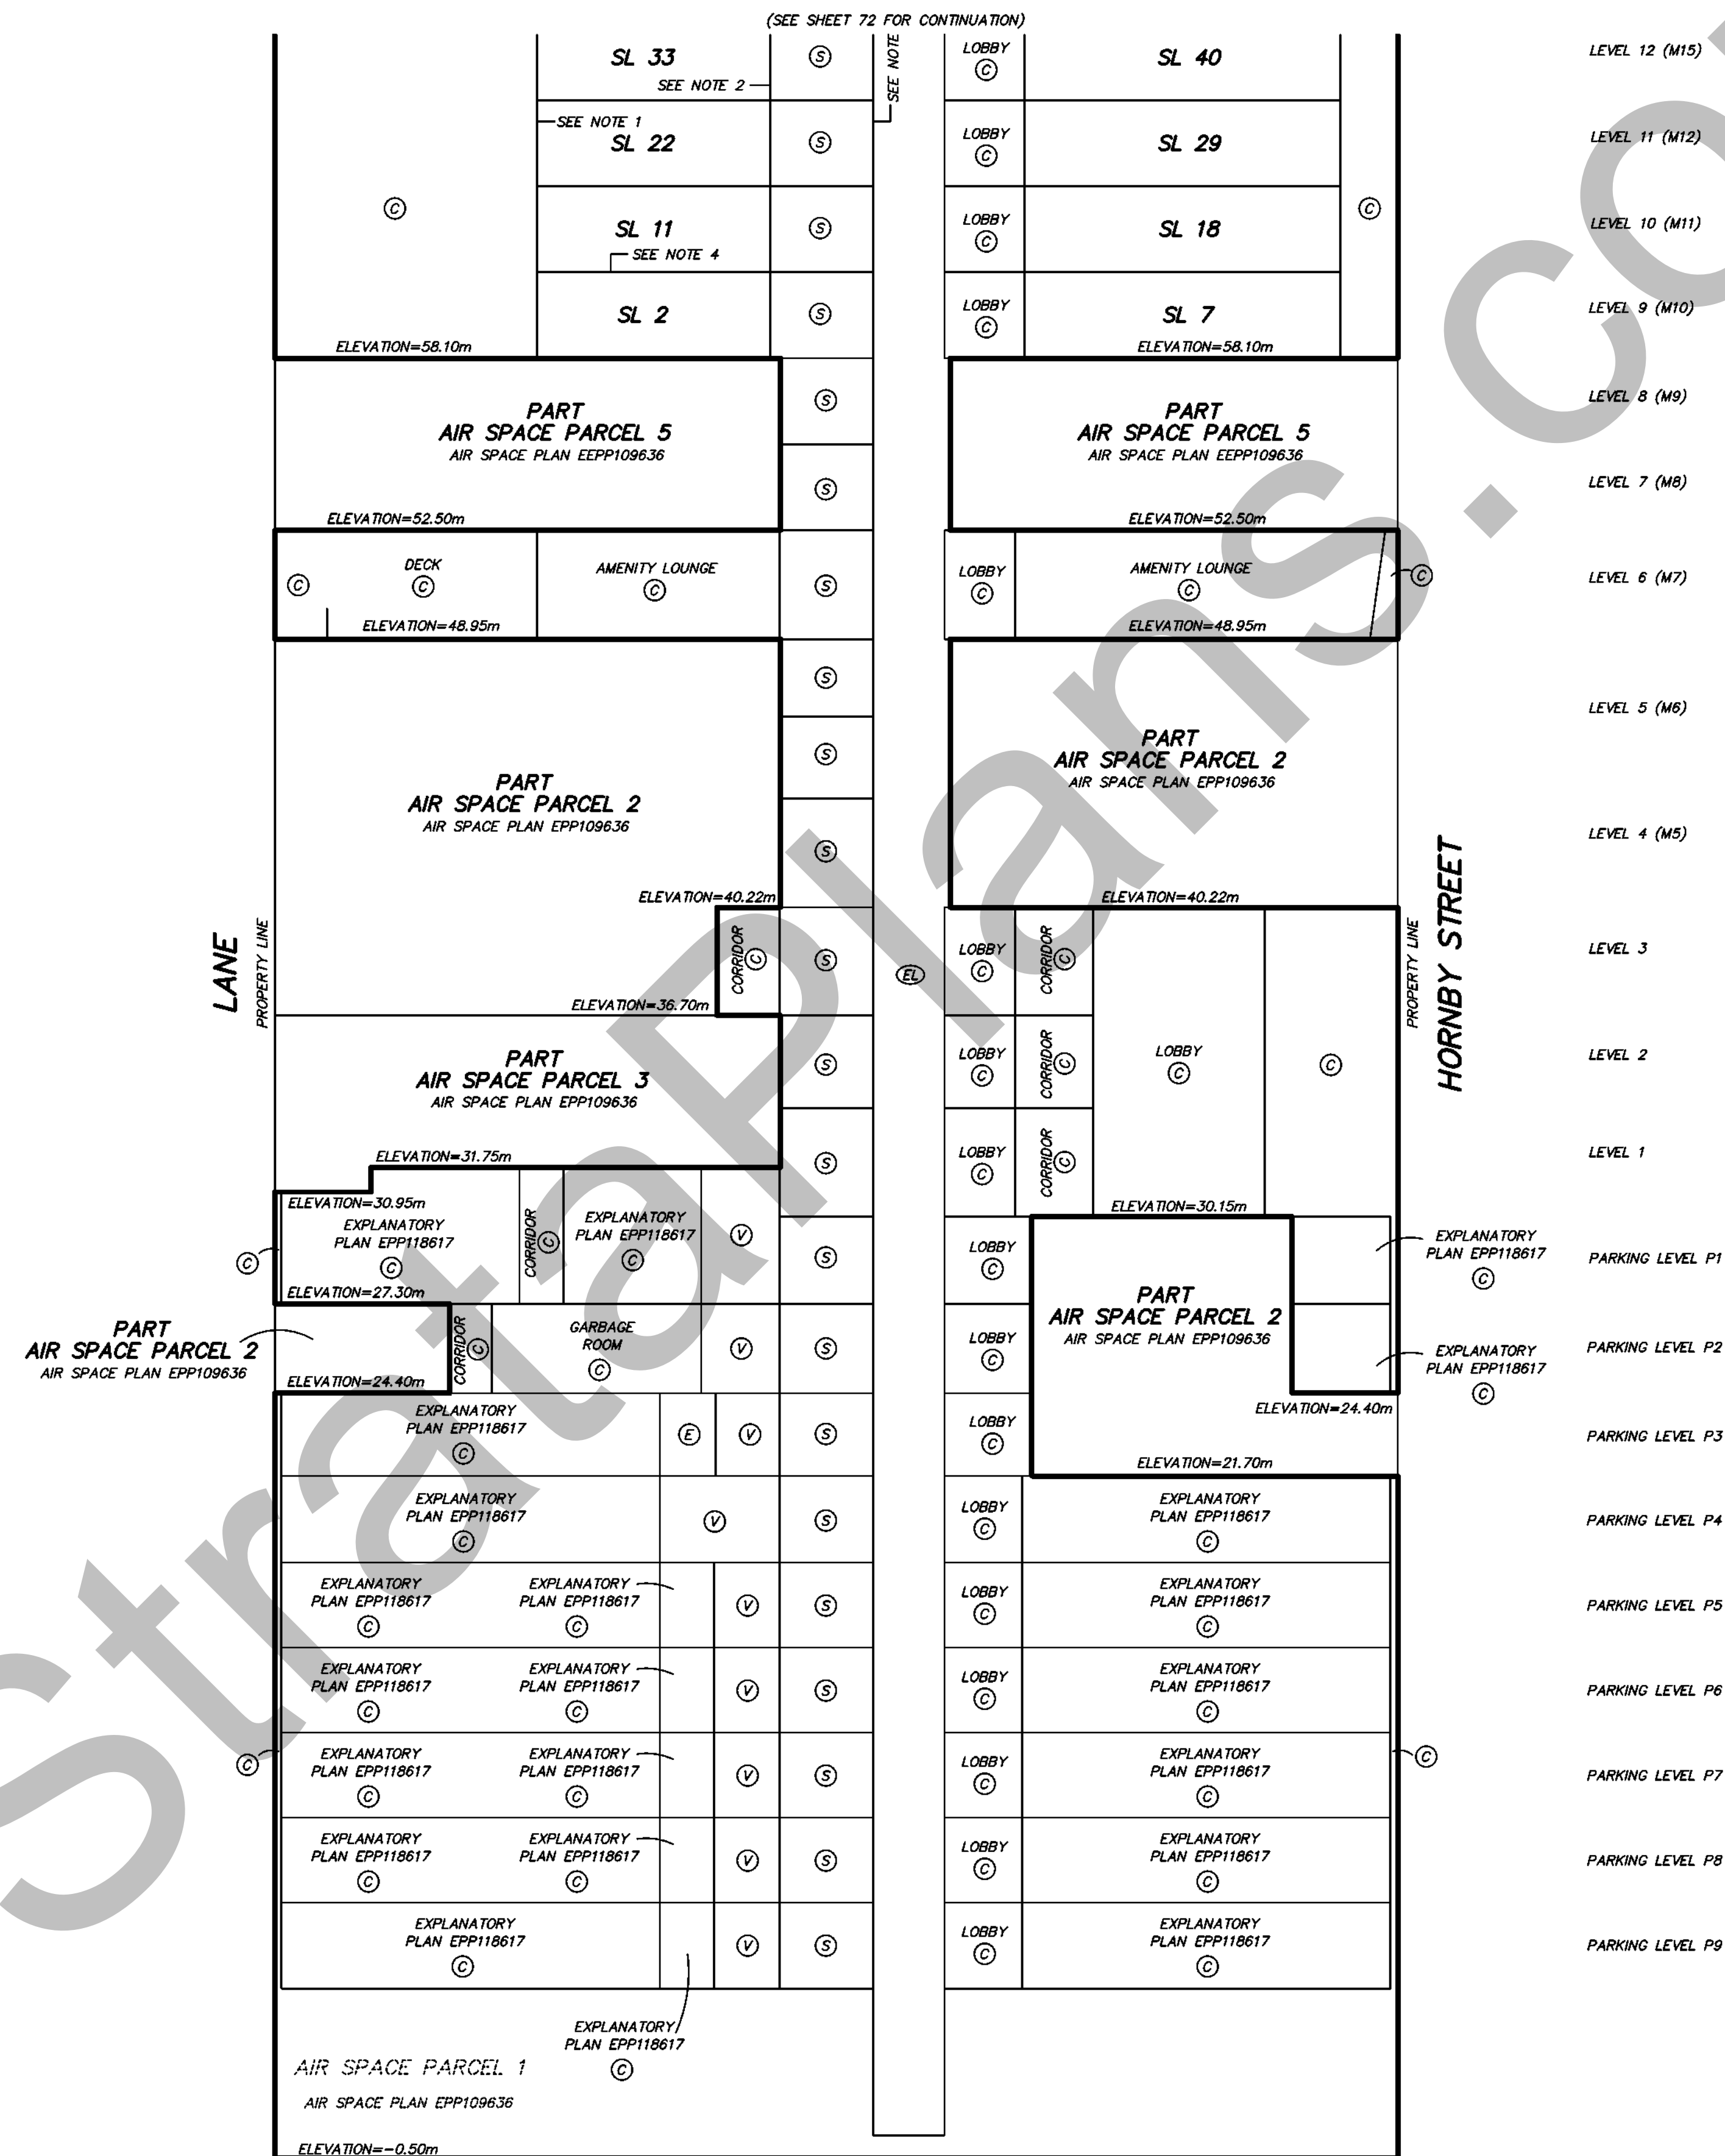 (SEE SHEET 72 FOR CONTINUATION)
SL 33
SEE NOTE 2
S
SEE NOTE
LOBBY
C
SL 40
LEVEL 12 (M15)
SEE NOTE 1
SL 22
S
LOBBY
C
SL 29
LEVEL 11 (M12)
C
SL 11
SEE NOTE 4
S
LOBBY
C
SL 18
C
LEVEL 10 (M11)
SL 2
S
LOBBY
C
SL 7
LEVEL 9 (M10)
ELEVATION=58.10m
ELEVATION=58.10m
PART
AIR SPACE PARCEL 5
AIR SPACE PLAN EEPP109636
S
PART
AIR SPACE PARCEL 5
AIR SPACE PLAN EEPP109636
LEVEL 8 (M9)
S
LEVEL 7 (M8)
ELEVATION=52.50m
ELEVATION=52.50m
C
DECK
C
AMENITY LOUNGE
C
S
LOBBY
C
AMENITY LOUNGE
C
C
LEVEL 6 (M7)
ELEVATION=48.95m
ELEVATION=48.95m
S
LEVEL 5 (M6)
S
PART
AIR SPACE PARCEL 2
AIR SPACE PLAN EPP109636
PART
AIR SPACE PARCEL 2
AIR SPACE PLAN EPP109636
S
LEVEL 4 (M5)
ELEVATION=40.22m
ELEVATION=40.22m
LANE
PROPERTY LINE
CORRIDOR
C
S
EL
LOBBY
C
CORRIDOR
C
PROPERTY LINE
HORNBY STREET
LEVEL 3
ELEVATION=36.70m
PART
AIR SPACE PARCEL 3
AIR SPACE PLAN EPP109636
S
LOBBY
C
CORRIDOR
C
LOBBY
C
C
LEVEL 2
ELEVATION=31.75m
S
LOBBY
C
CORRIDOR
C
LEVEL 1
ELEVATION=30.95m
ELEVATION=30.15m
C
EXPLANATORY
PLAN EPP118617
C
CORRIDOR
C
EXPLANATORY
PLAN EPP118617
C
V
S
LOBBY
C
EXPLANATORY
PLAN EPP118617
C
PARKING LEVEL P1
ELEVATION=27.30m
PART
AIR SPACE PARCEL 2
AIR SPACE PLAN EPP109636
CORRIDOR
C
GARBAGE
ROOM
C
V
S
LOBBY
C
PART
AIR SPACE PARCEL 2
AIR SPACE PLAN EPP109636
EXPLANATORY
PLAN EPP118617
C
PARKING LEVEL P2
ELEVATION=24.40m
ELEVATION=24.40m
EXPLANATORY
PLAN EPP118617
C
E
V
S
LOBBY
C
PARKING LEVEL P3
ELEVATION=21.70m
EXPLANATORY
PLAN EPP118617
C
V
S
LOBBY
C
EXPLANATORY
PLAN EPP118617
C
PARKING LEVEL P4
EXPLANATORY
PLAN EPP118617
C
EXPLANATORY
PLAN EPP118617
C
V
S
LOBBY
C
EXPLANATORY
PLAN EPP118617
C
PARKING LEVEL P5
EXPLANATORY
PLAN EPP118617
C
EXPLANATORY
PLAN EPP118617
C
V
S
LOBBY
C
EXPLANATORY
PLAN EPP118617
C
PARKING LEVEL P6
C
EXPLANATORY
PLAN EPP118617
C
EXPLANATORY
PLAN EPP118617
C
V
S
LOBBY
C
EXPLANATORY
PLAN EPP118617
C
C
PARKING LEVEL P7
EXPLANATORY
PLAN EPP118617
C
EXPLANATORY
PLAN EPP118617
C
V
S
LOBBY
C
EXPLANATORY
PLAN EPP118617
C
PARKING LEVEL P8
EXPLANATORY
PLAN EPP118617
C
V
S
LOBBY
C
EXPLANATORY
PLAN EPP118617
C
PARKING LEVEL P9
EXPLANATORY
PLAN EPP118617
C
AIR SPACE PARCEL 1
AIR SPACE PLAN EPP109636
ELEVATION=-0.50m
StrataPlans.co